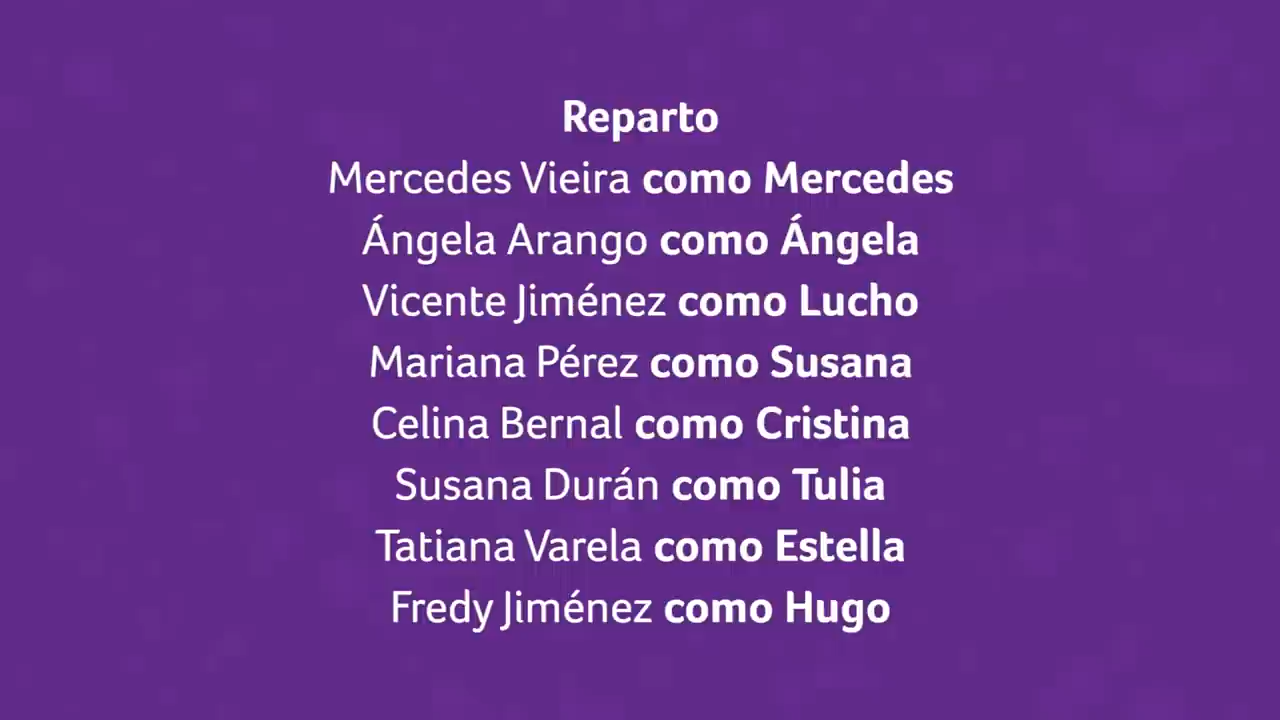 Reparto
Mercedes Vieira como Mercedes
Ángela Arango como Ángela
Vicente Jiménez como Lucho
Mariana Pérez como Susana
Celina Bernal como Cristina
Susana Durán como Tulia
Tatiana Varela como Estella
Fredy Jiménez como Hugo